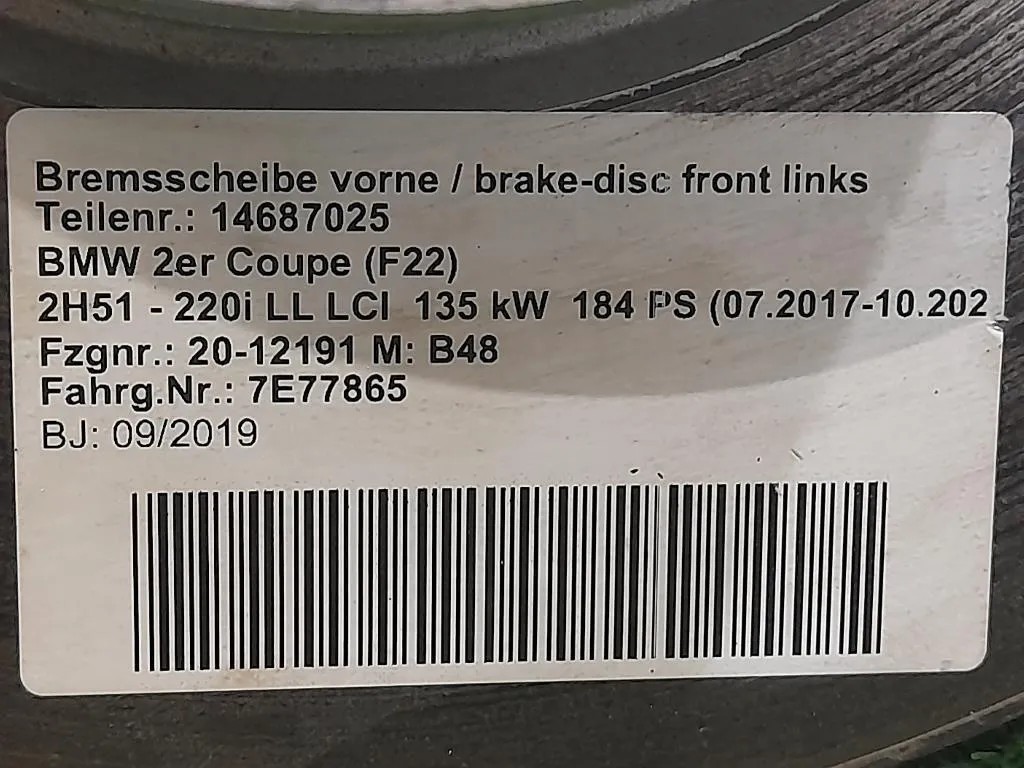 Bremsscheibe vorne / brake-disc front links
Teilenr.: 14687025
BMW 2er Coupe (F22)
2H51 - 220i LL LCI 135 kW 184 PS (07.2017-10.202
Fzgnr.: 20-12191 M: B48
Fahrg.Nr.: 7E77865
BJ: 09/2019